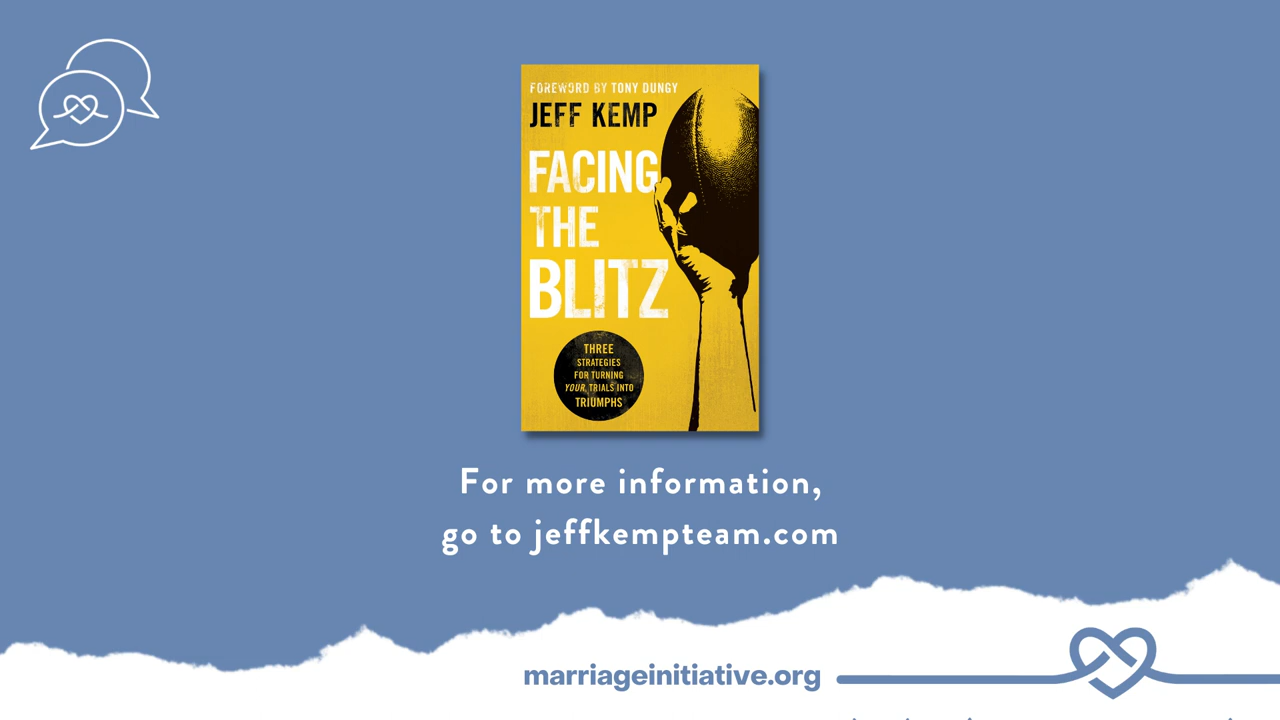 FOREWORD BY TONY DUNGY
JEFF KEMP
FACING
THE
BLITZ
THREE
STRATEGIES
FOR TURNING
YOUR TRIALS INTO
TRIUMPHS
For more information,
go to jeffkempteam.com
marriageinitiative.org